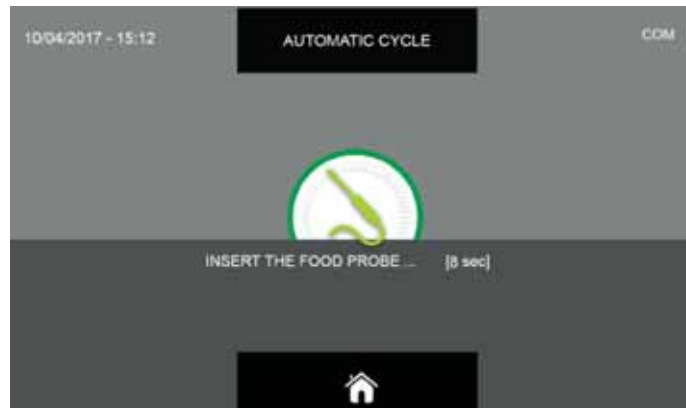 10/04/2017 - 15:12
AUTOMATIC CYCLE
COM
INSERT THE FOOD PROBE ... [8 sec]